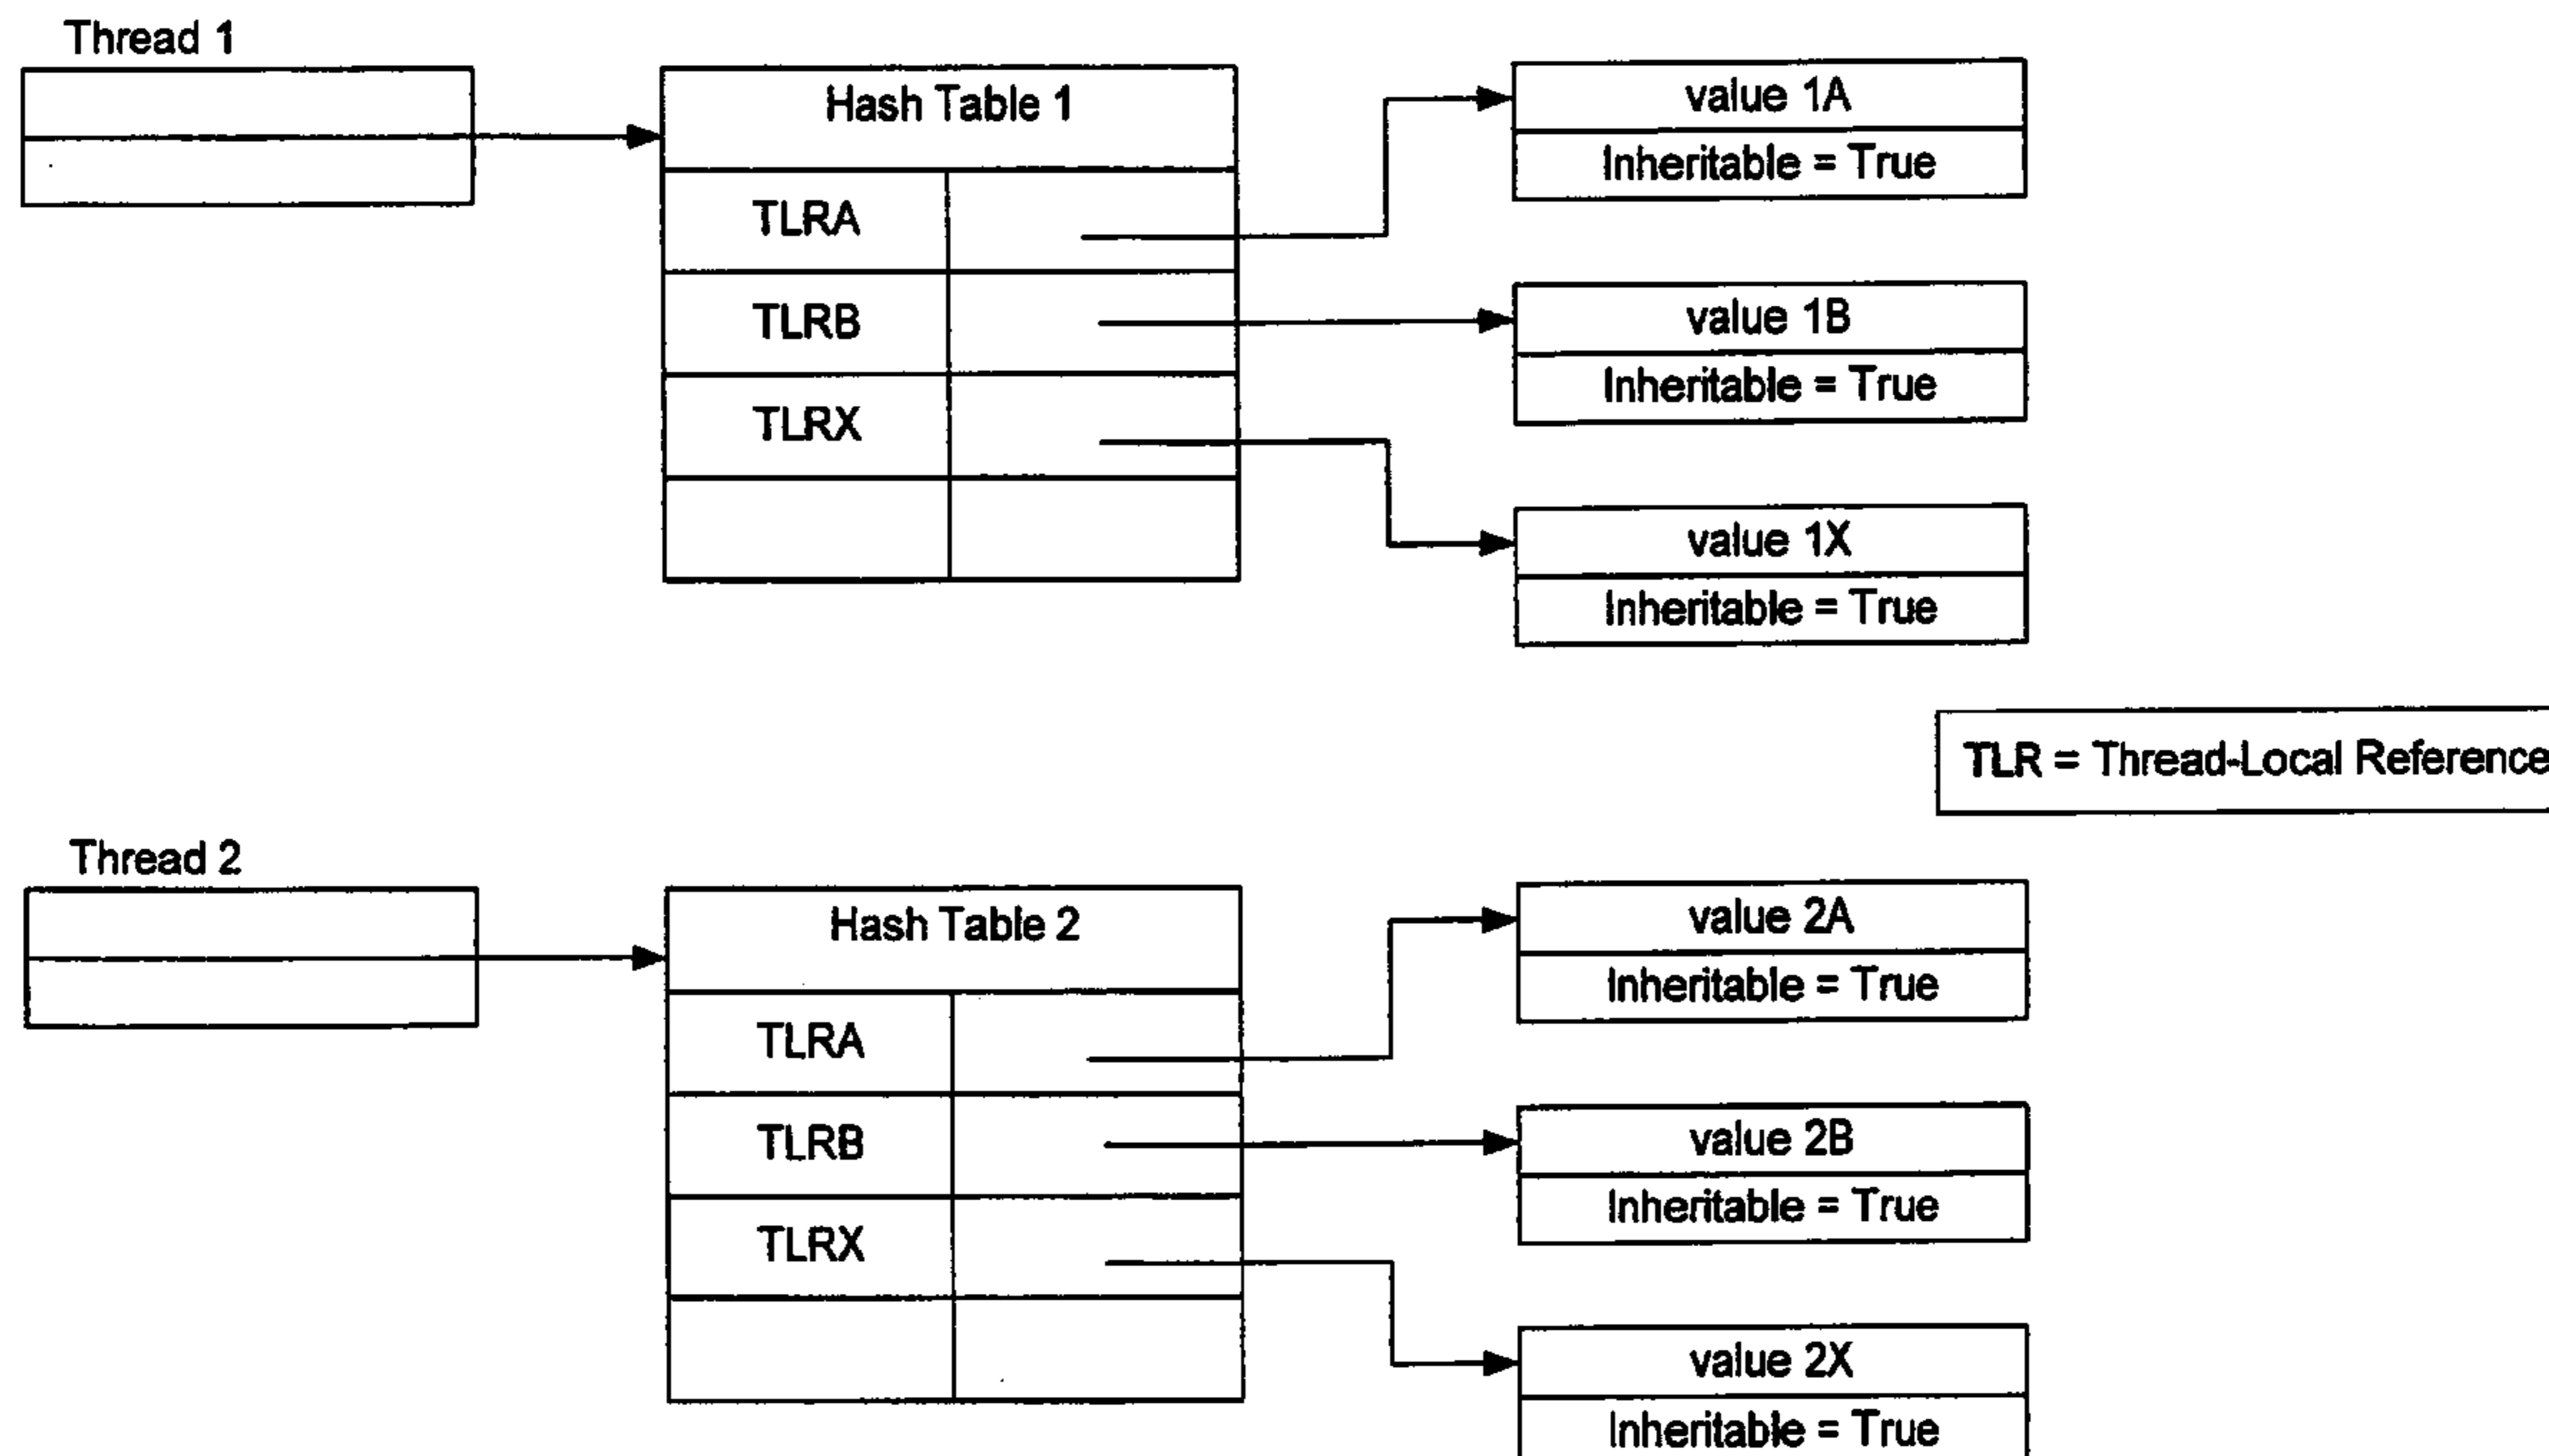 Thread 1
Hash Table 1
TLRA
TLRB
TLRX
value 1A
Inheritable = True
value 1B
Inheritable = True
value 1X
Inheritable = True
TLR = Thread-Local Reference
Thread 2
Hash Table 2
TLRA
TLRB
TLRX
value 2A
Inheritable = True
value 2B
Inheritable = True
value 2X
Inheritable = True